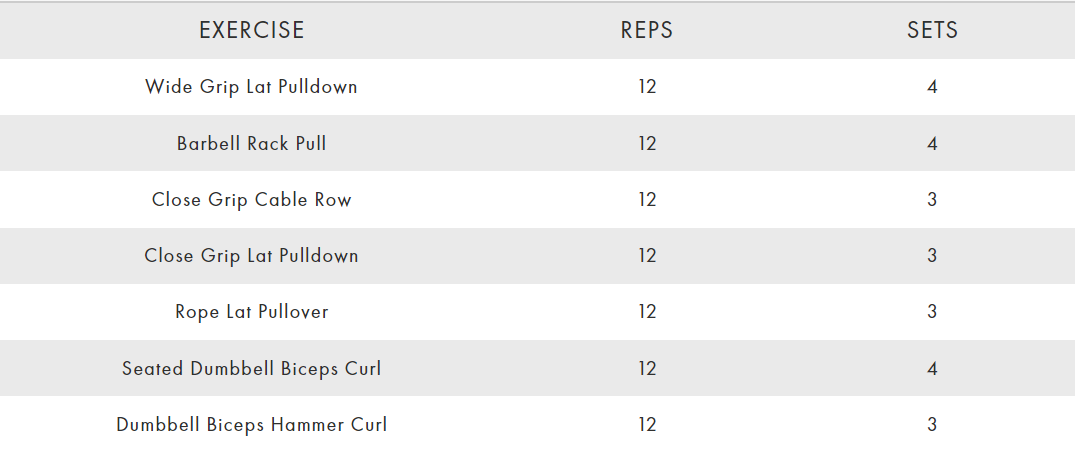 EXERCISE REPS SETS
Wide Grip Lat Pulldown 12 4
Barbell Rack Pull 12 4
Close Grip Cable Row 12 3
Close Grip Lat Pulldown 12 3
Rope Lat Pullover 12 3
Seated Dumbbell Biceps Curl 12 4
Dumbbell Biceps Hammer Curl 12 3